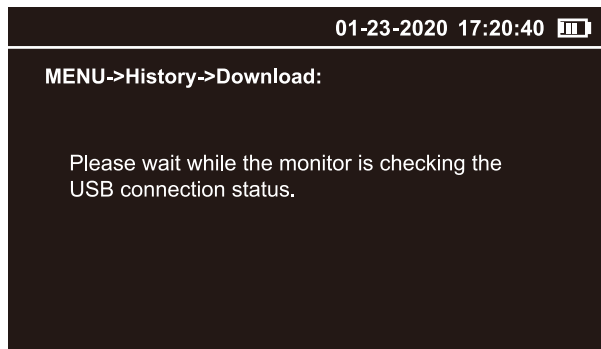 01-23-2020 17:20:40
MENU->History->Download:
Please wait while the monitor is checking the
USB connection status.